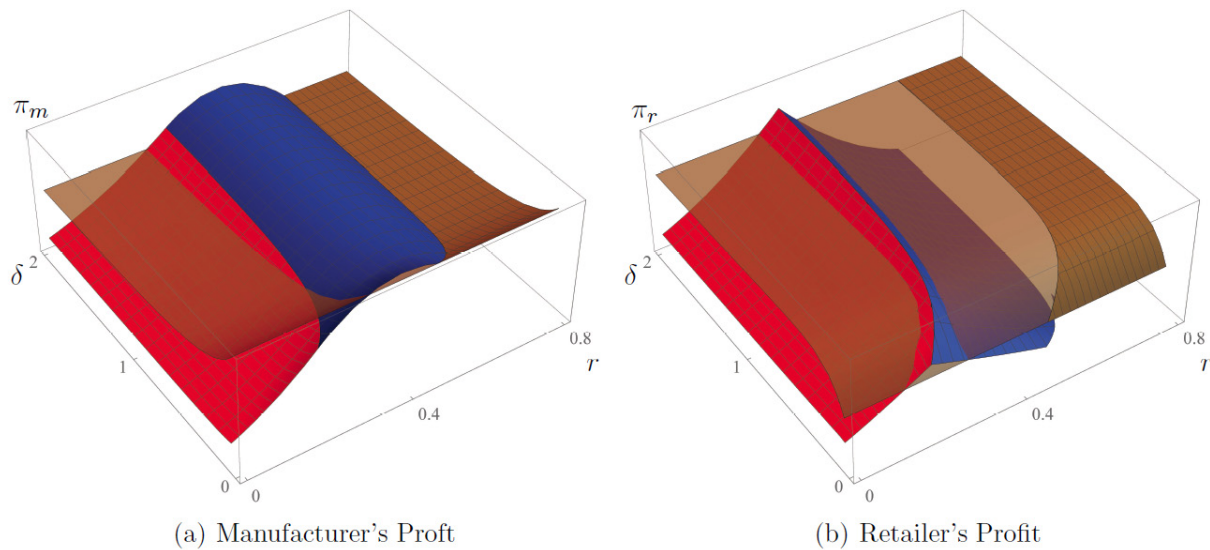 π_m
δ
2
1
0
0
0.4
0.8
r
(a) Manufacturer's Proft
π_r
δ
2
1
0
0
0.4
0.8
r
(b) Retailer's Profit